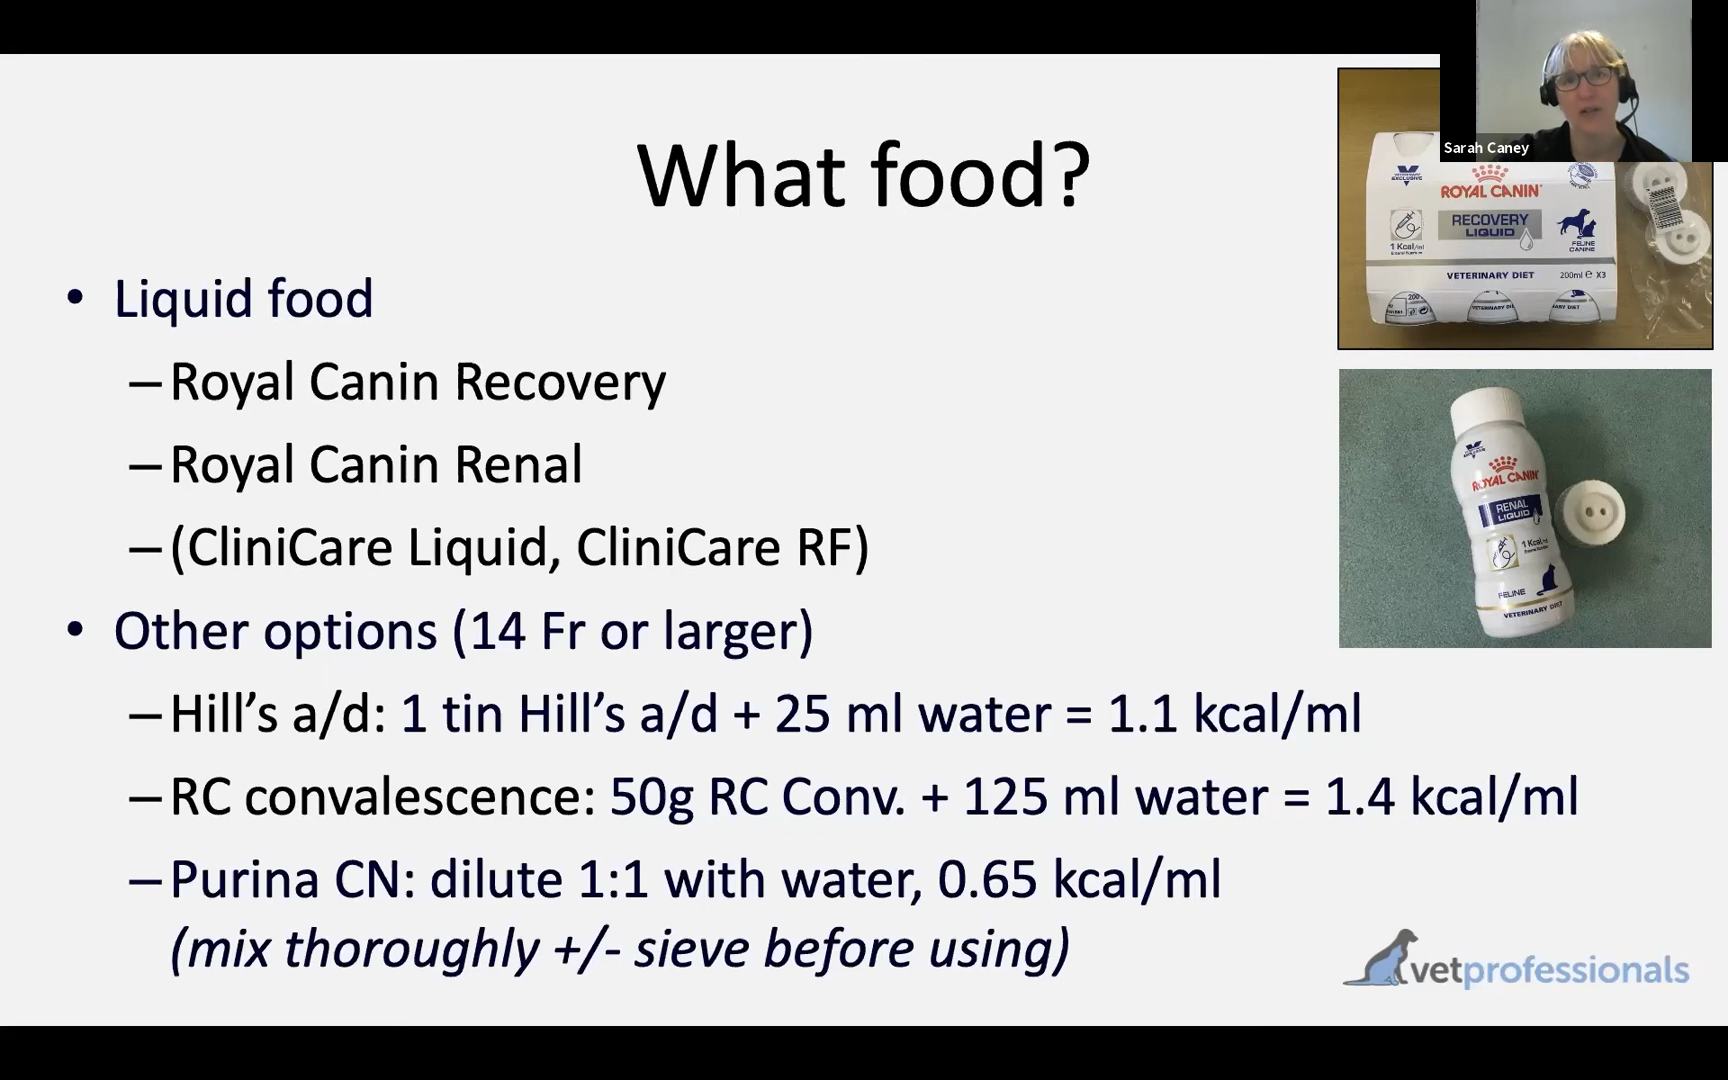 What food?
• Liquid food
– Royal Canin Recovery
– Royal Canin Renal
– (CliniCare Liquid, CliniCare RF)
• Other options (14 Fr or larger)
– Hill’s a/d: 1 tin Hill’s a/d + 25 ml water = 1.1 kcal/ml
– RC convalescence: 50g RC Conv. + 125 ml water = 1.4 kcal/ml
– Purina CN: dilute 1:1 with water, 0.65 kcal/ml
(mix thoroughly +/- sieve before using)
Sarah Caney
ROYAL CANIN
RECOVERY
LIQUID
1 Kcal/ml
FELINE
CANINE
VETERINARY DIET
200ml e X3
ROYAL CANIN
RENAL
LIQUID
1 Kcal
FELINE
VETERINARY DIET
vetprofessionals